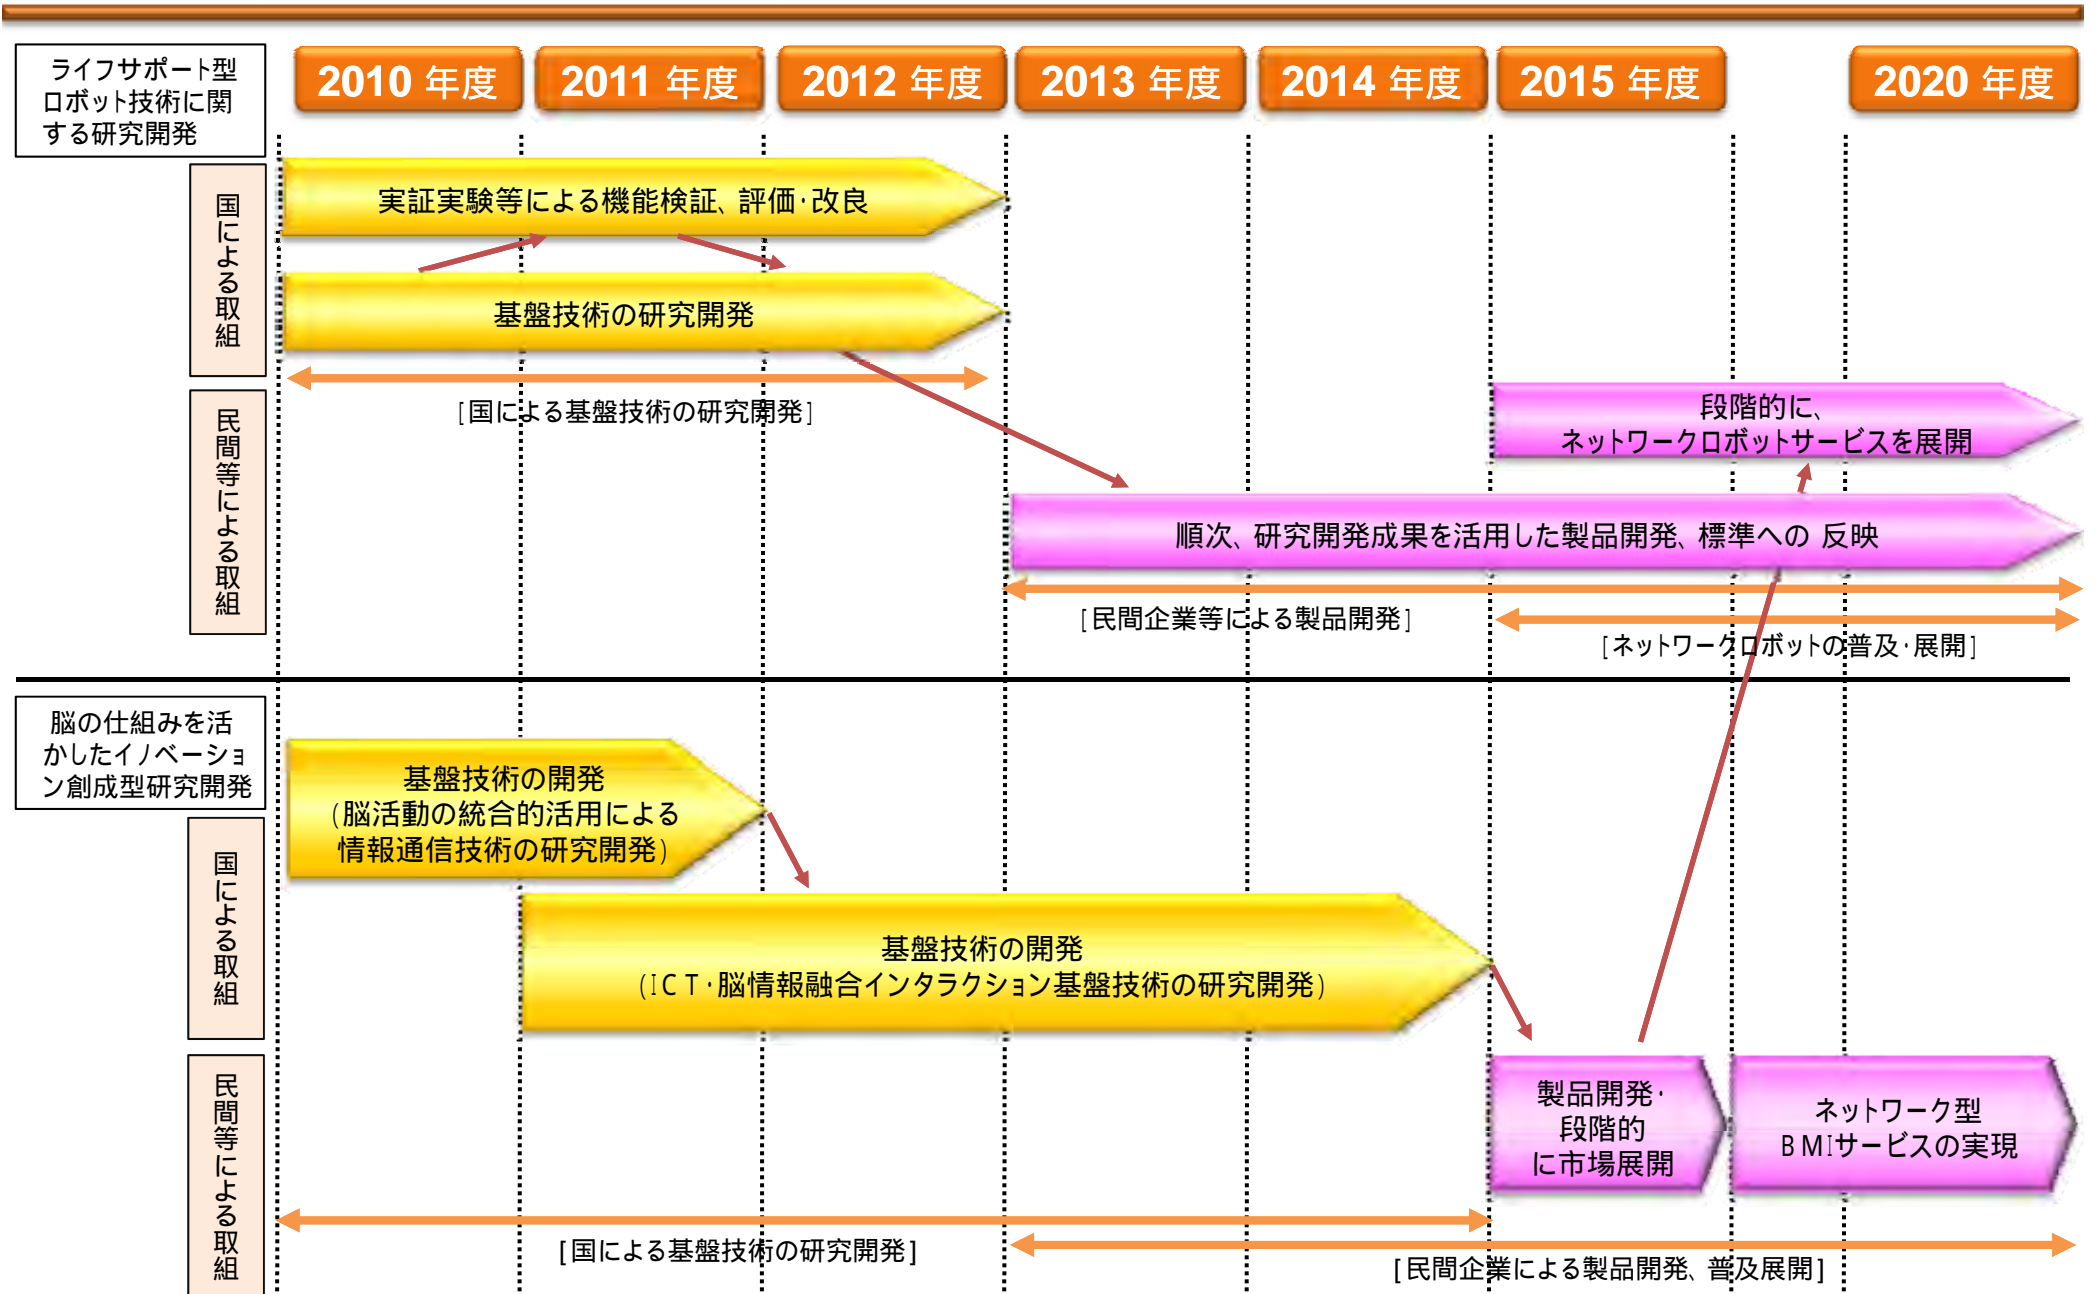 ライフサポート型
ロボット技術に関
する研究開発
2010 年度
2011 年度
2012 年度
2013 年度
2014 年度
2015 年度
2020 年度
国による取組
実証実験等による機能検証、評価・改良
基盤技術の研究開発
[国による基盤技術の研究開発]
民間等による取組
段階的に、
ネットワークロボットサービスを展開
順次、研究開発成果を活用した製品開発、標準への 反映
[民間企業等による製品開発]
[ネットワークロボットの普及・展開]
脳の仕組みを活
かしたイノベーショ
ン創成型研究開発
国による取組
基盤技術の開発
(脳活動の統合的活用による
情報通信技術の研究開発)
基盤技術の開発
(ICT・脳情報融合インタラクション基盤技術の研究開発)
民間等による取組
製品開発・
段階的
に市場展開
ネットワーク型
BMIサービスの実現
[国による基盤技術の研究開発]
[民間企業による製品開発、普及展開]